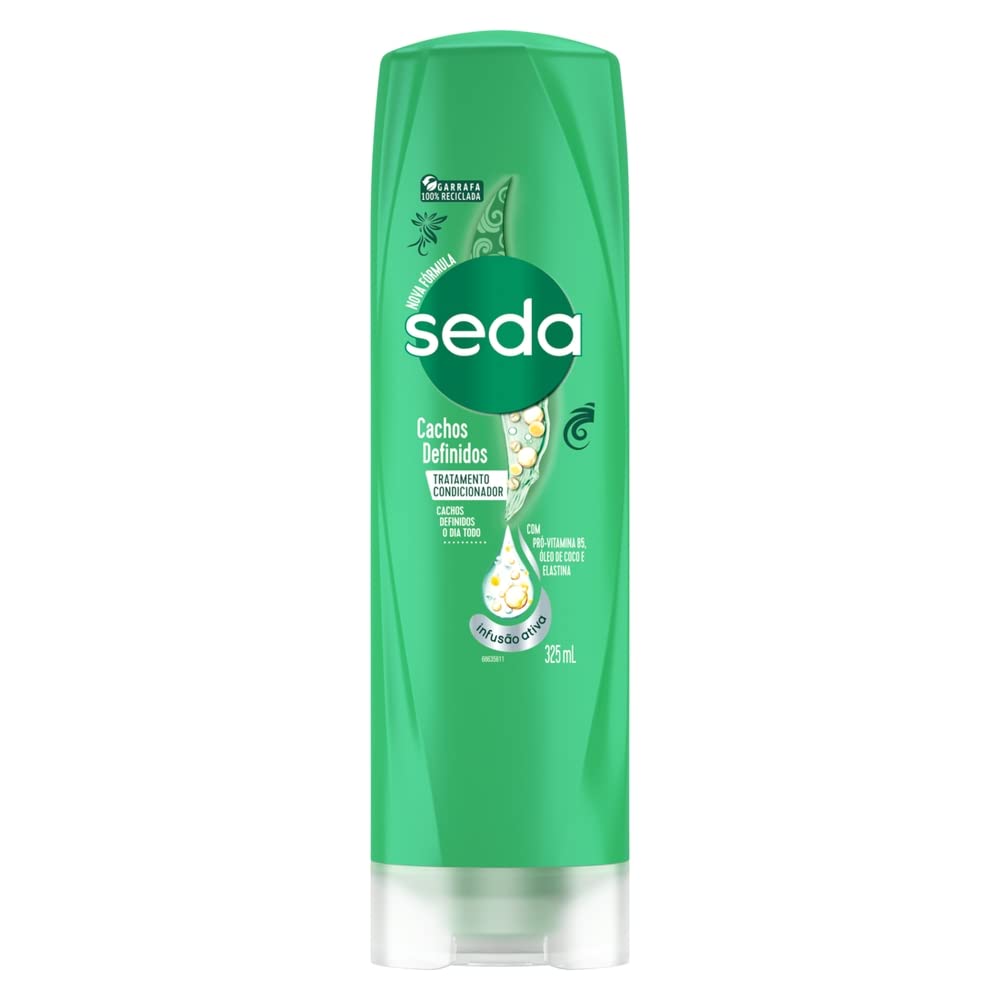 GARRAFA
100% RECICLADA
NOVA FÓRMULA
seda
Cachos
Definidos
TRATAMENTO
CONDICIONADOR
CACHOS
DEFINIDOS
O DIA TODO
COM
PRÓ-VITAMINA B5,
ÓLEO DE COCO E
ELASTINA
infusão ativa
325 mL
68635811